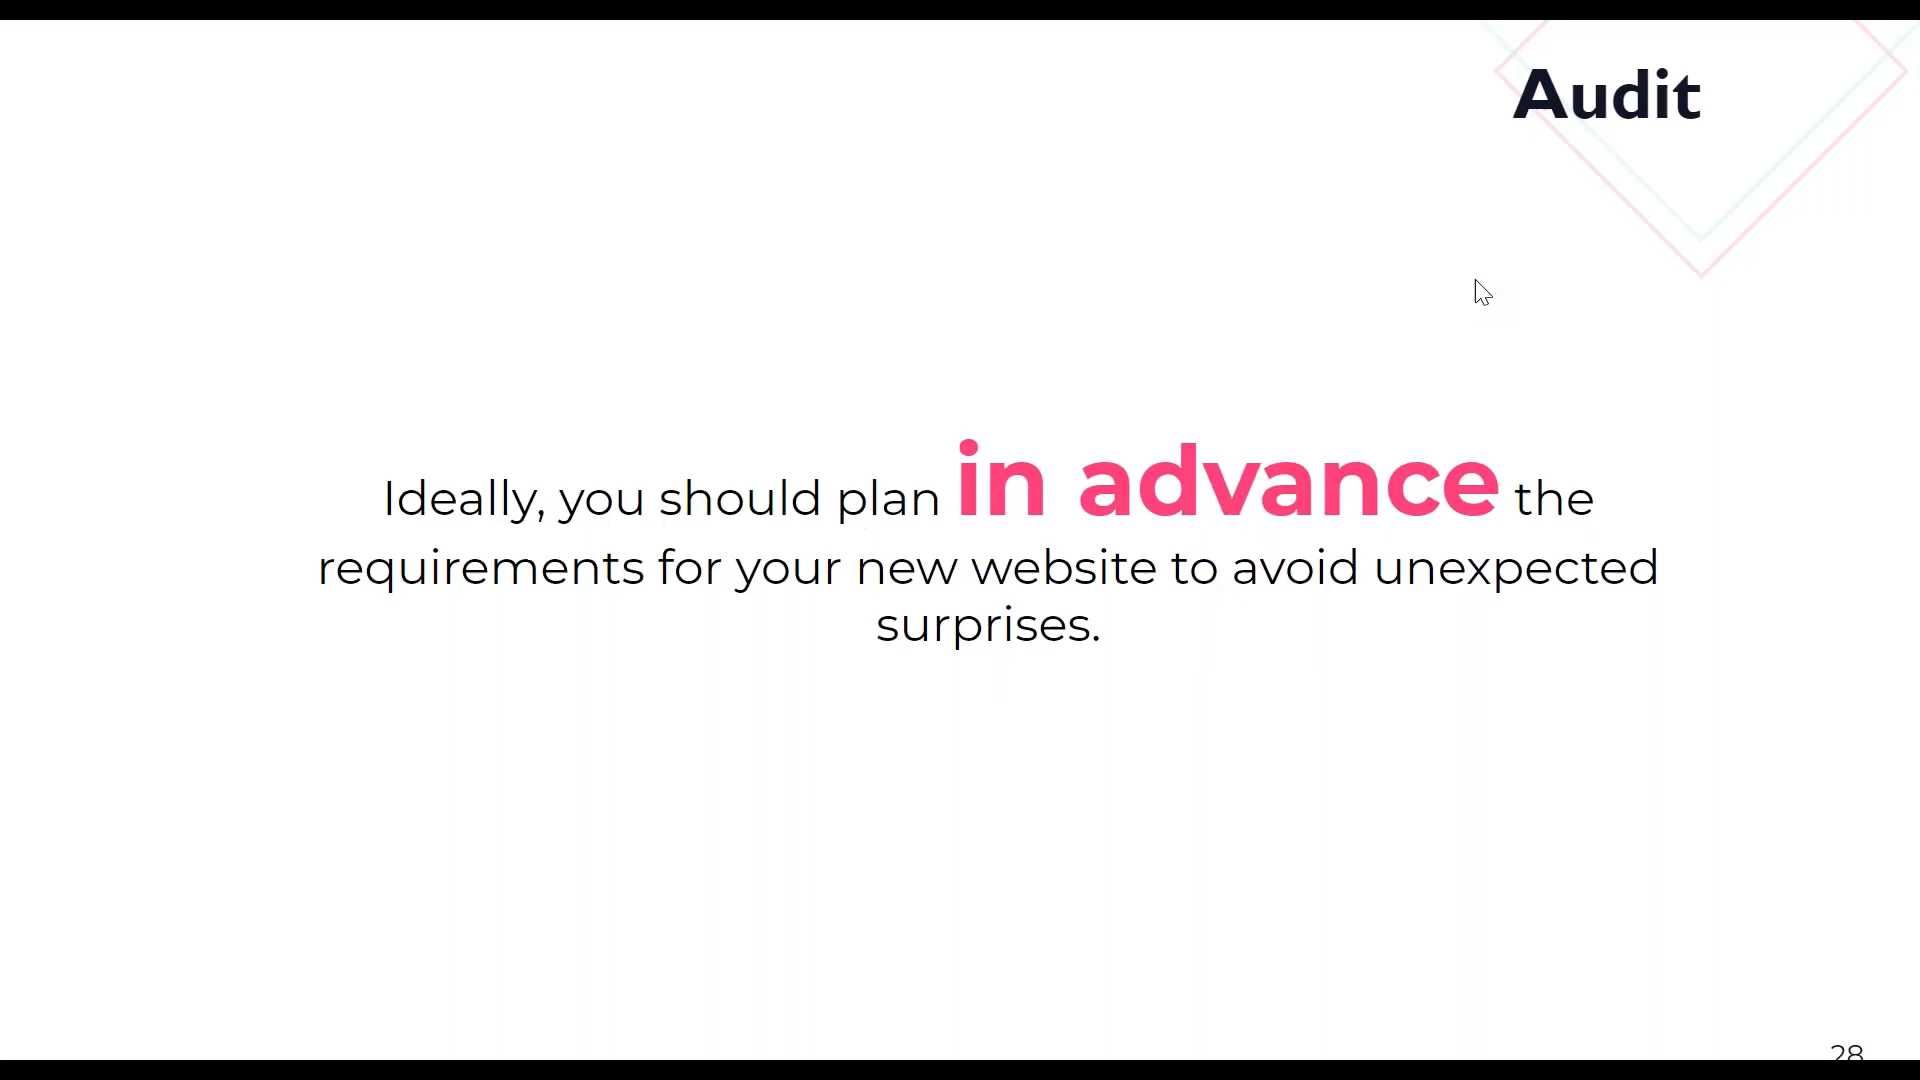 Audit
Ideally, you should plan in advance the
requirements for your new website to avoid unexpected
surprises.
28